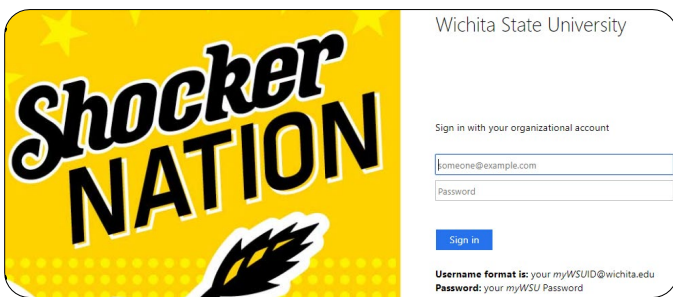 Shocker
NATION
Wichita State University
Sign in with your organizational account
someone@example.com
Password
Sign in
Username format is: your myWSUID@wichita.edu
Password: your myWSU Password